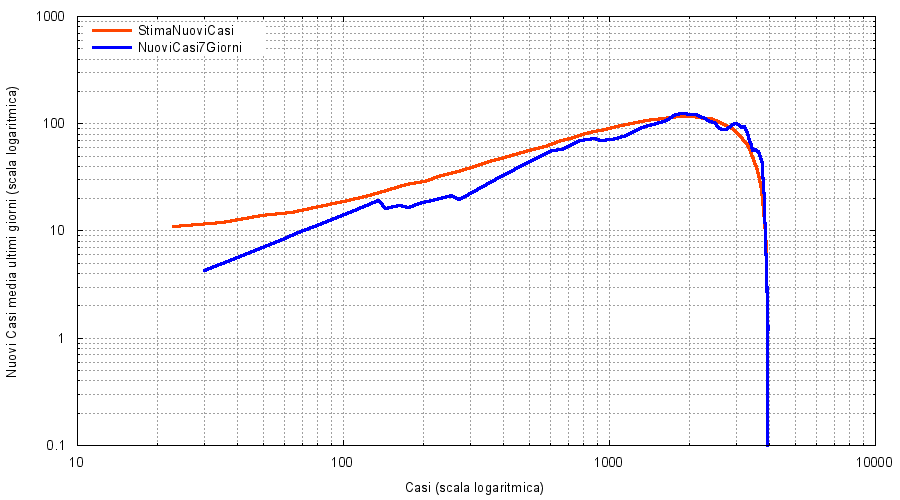 1000
StimaNuoviCasi
NuoviCasi7Giorni
100
10
1
0.1
Nuovi Casi media ultimi giorni (scala logaritmica)
10 100 1000 10000
Casi (scala logaritmica)